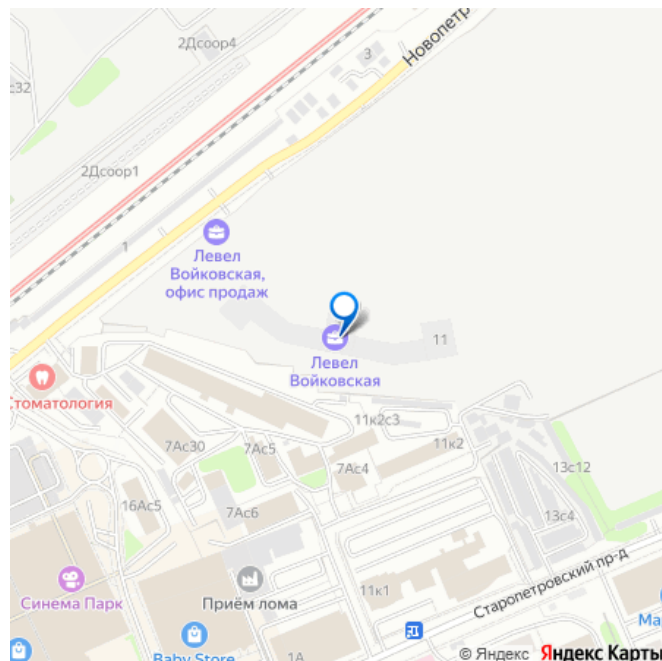 2Дсоор4
3
Новопетр
с32
2Дсоор1
1
Левел
Войковская,
офис продаж
Левел
Войковская
11
Стоматология
11к2с3
7Ас30
7Ас5
11к2
7Ас4
13с12
16Ас5
7Ас6
13с4
Старопетровский пр-д
11к1
Синема Парк
Приём лома
Ма
Baby Store
1А
© Яндекс Яндекс Карты